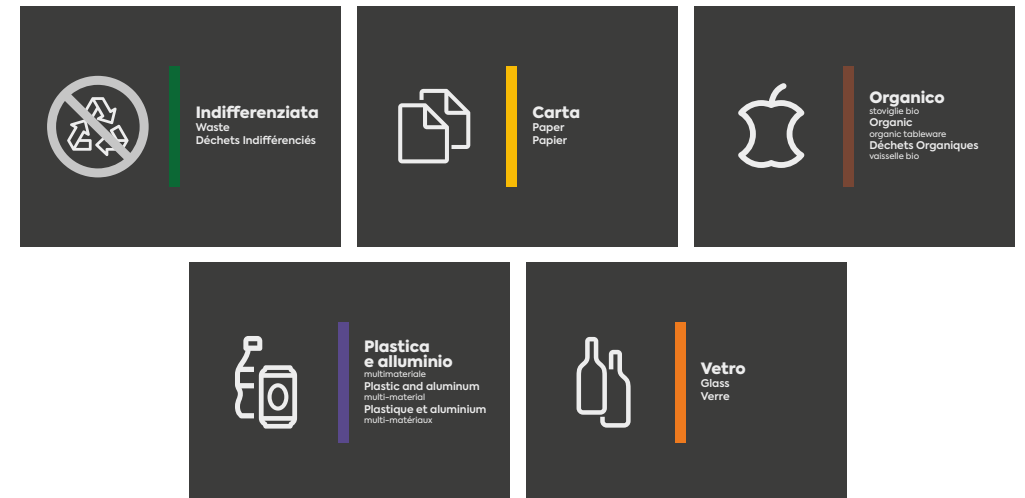 Indifferenziata
Waste
Déchets Indifférenciés
Carta
Paper
Papier
Organico
stoviglie bio
Organic
organic tableware
Déchets Organiques
vaisselle bio
Plastica
e alluminio
multimateriale
Plastic and aluminum
multi-material
Plastique et aluminium
multi-matériaux
Vetro
Glass
Verre